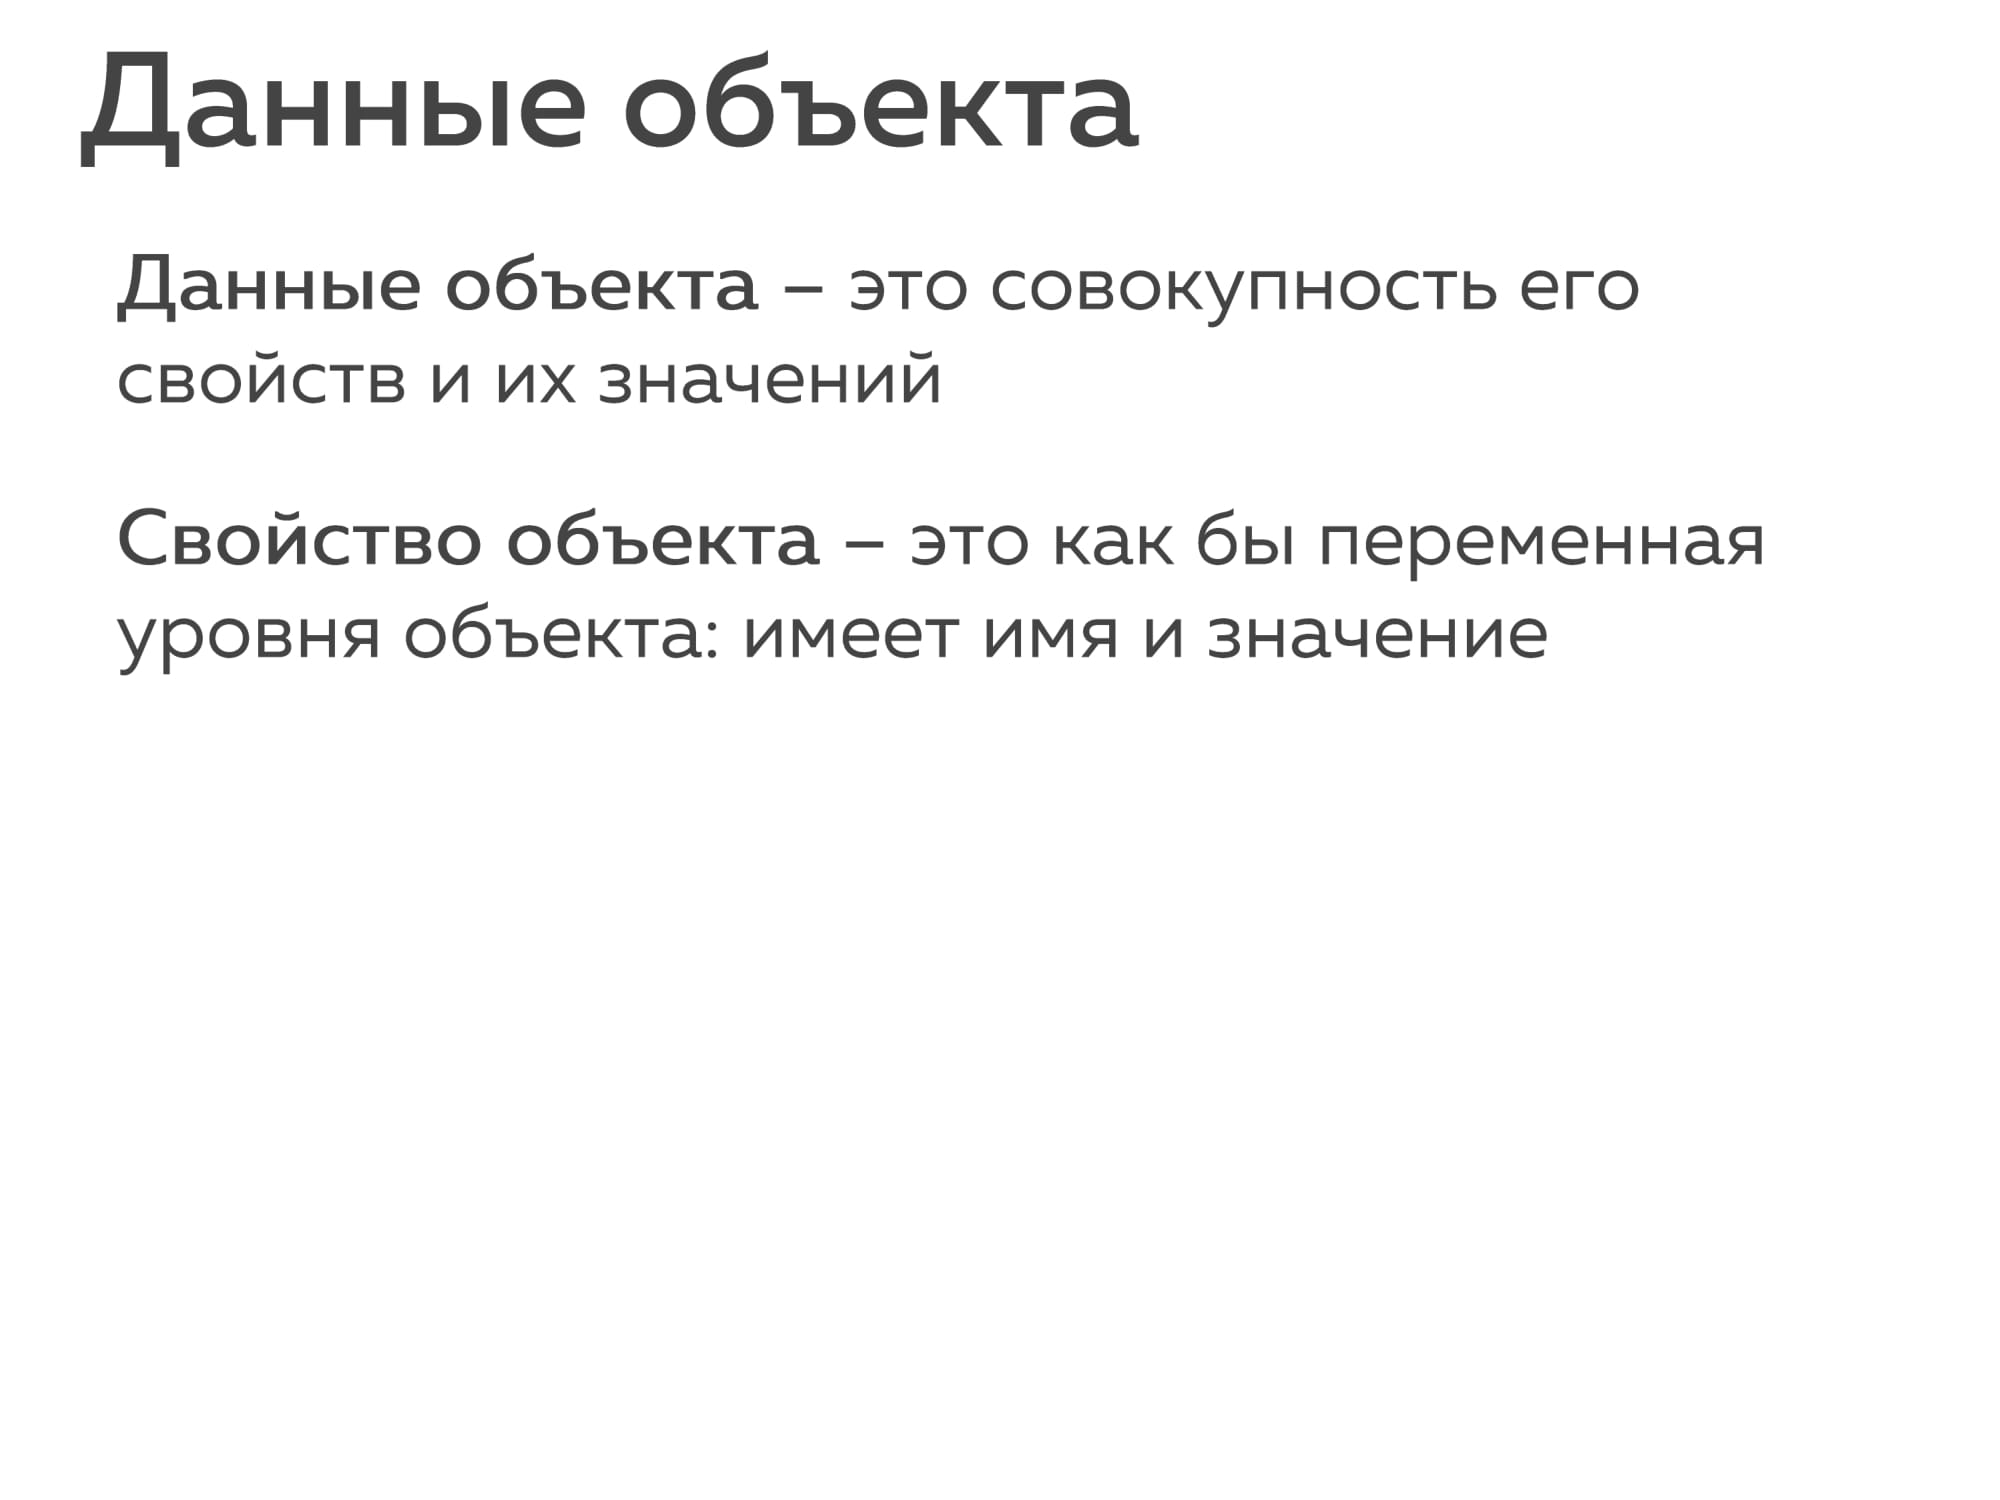 Данные объекта
Данные объекта – это совокупность его
свойств и их значений
Свойство объекта – это как бы переменная
уровня объекта: имеет имя и значение